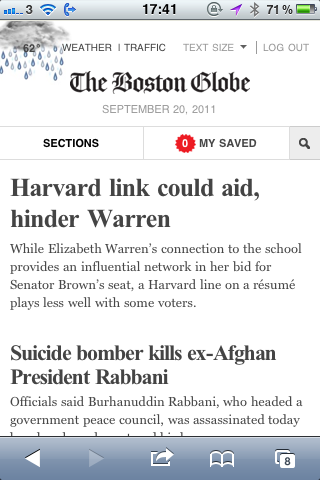 3 17:41 71 %
62° WEATHER | TRAFFIC TEXT SIZE | LOG OUT
The Boston Globe
SEPTEMBER 20, 2011
SECTIONS 0 MY SAVED
Harvard link could aid,
hinder Warren
While Elizabeth Warren's connection to the school
provides an influential network in her bid for
Senator Brown's seat, a Harvard line on a résumé
plays less well with some voters.
Suicide bomber kills ex-Afghan
President Rabbani
Officials said Burhanuddin Rabbani, who headed a
government peace council, was assassinated today
8